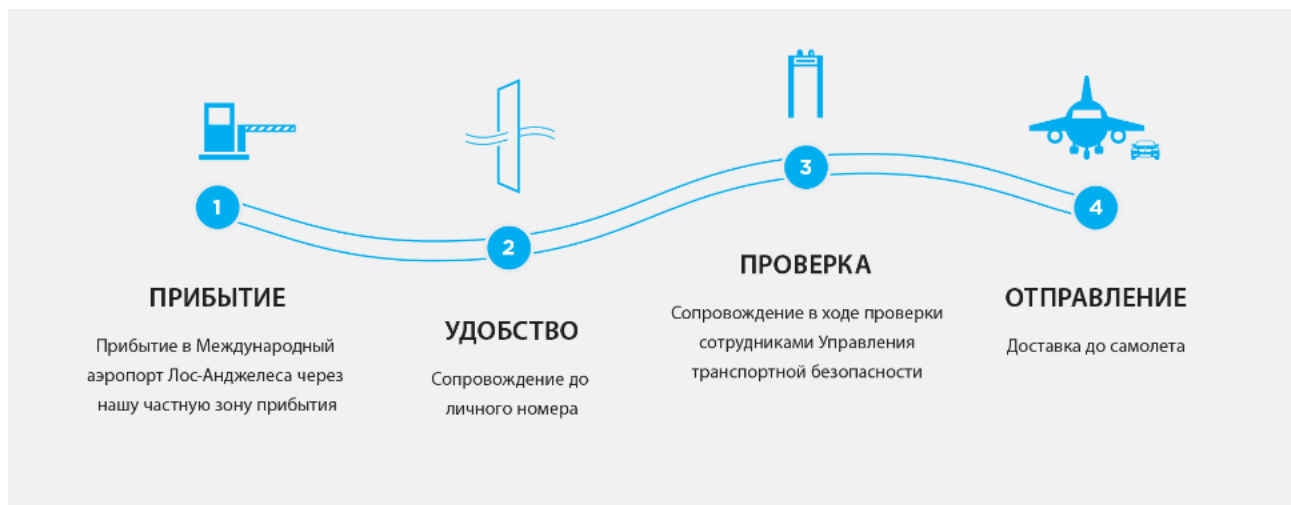 1
ПРИБЫТИЕ
Прибытие в Международный
аэропорт Лос-Анджелеса через
нашу частную зону прибытия
2
УДОБСТВО
Сопровождение до
личного номера
3
ПРОВЕРКА
Сопровождение в ходе проверки
сотрудниками Управления
транспортной безопасности
4
ОТПРАВЛЕНИЕ
Доставка до самолета